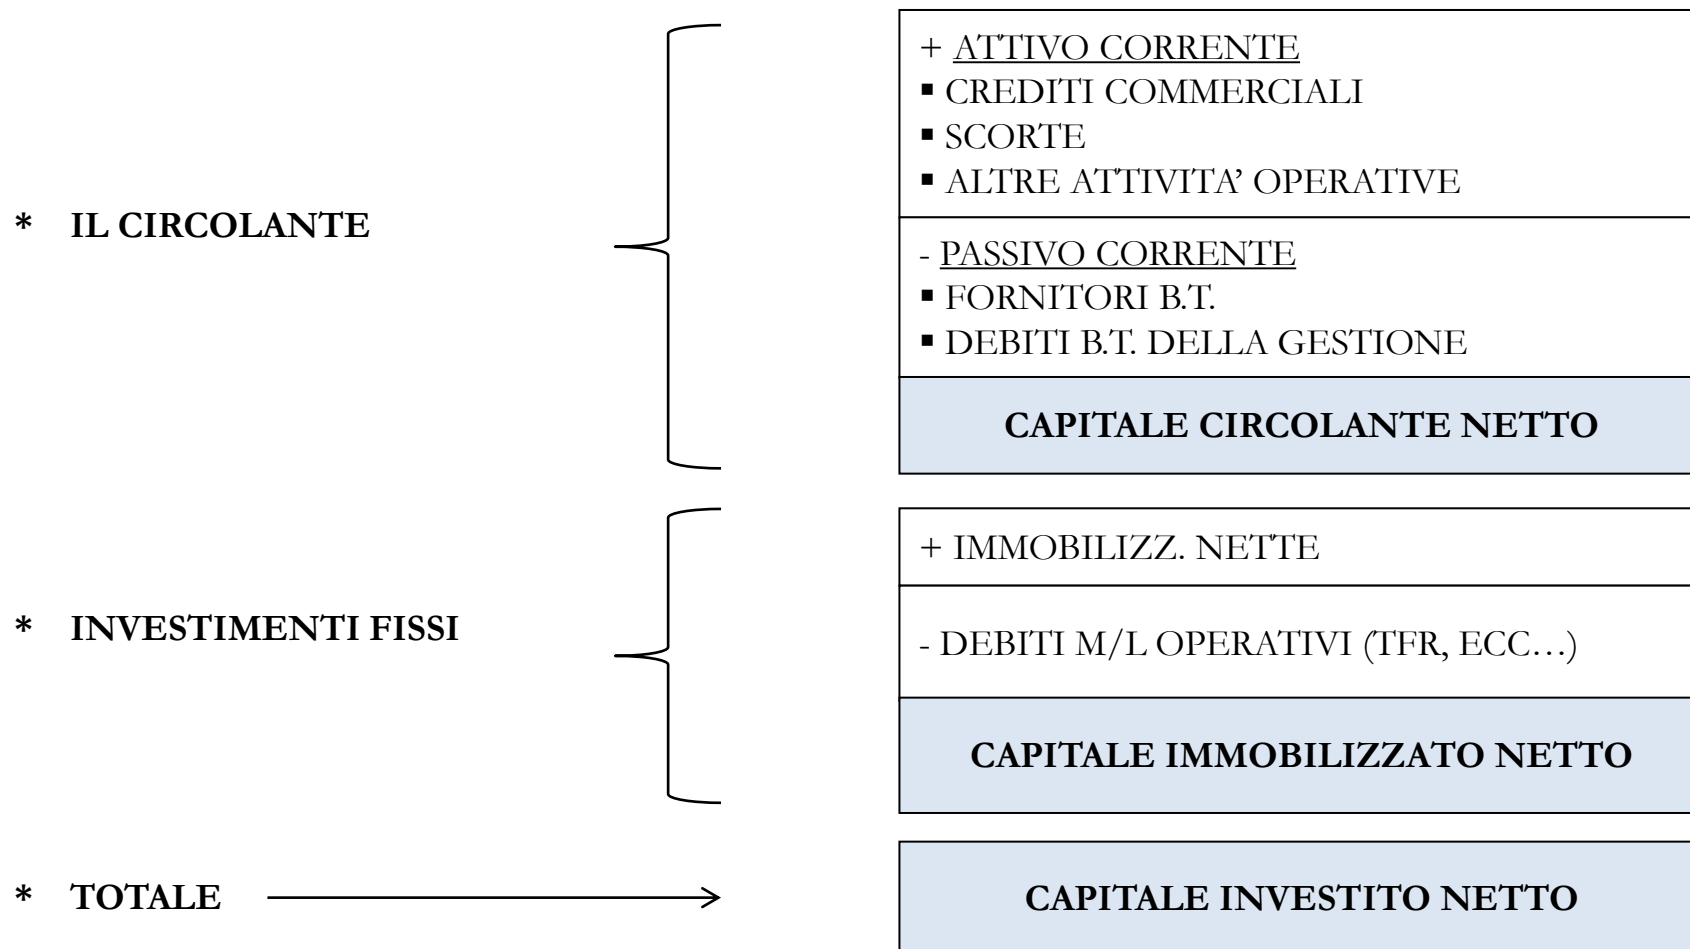 * IL CIRCOLANTE
+ ATTIVO CORRENTE
▪ CREDITI COMMERCIALI
▪ SCORTE
▪ ALTRE ATTIVITA’ OPERATIVE
- PASSIVO CORRENTE
▪ FORNITORI B.T.
▪ DEBITI B.T. DELLA GESTIONE
CAPITALE CIRCOLANTE NETTO
* INVESTIMENTI FISSI
+ IMMOBILIZZ. NETTE
- DEBITI M/L OPERATIVI (TFR, ECC…)
CAPITALE IMMOBILIZZATO NETTO
* TOTALE
CAPITALE INVESTITO NETTO